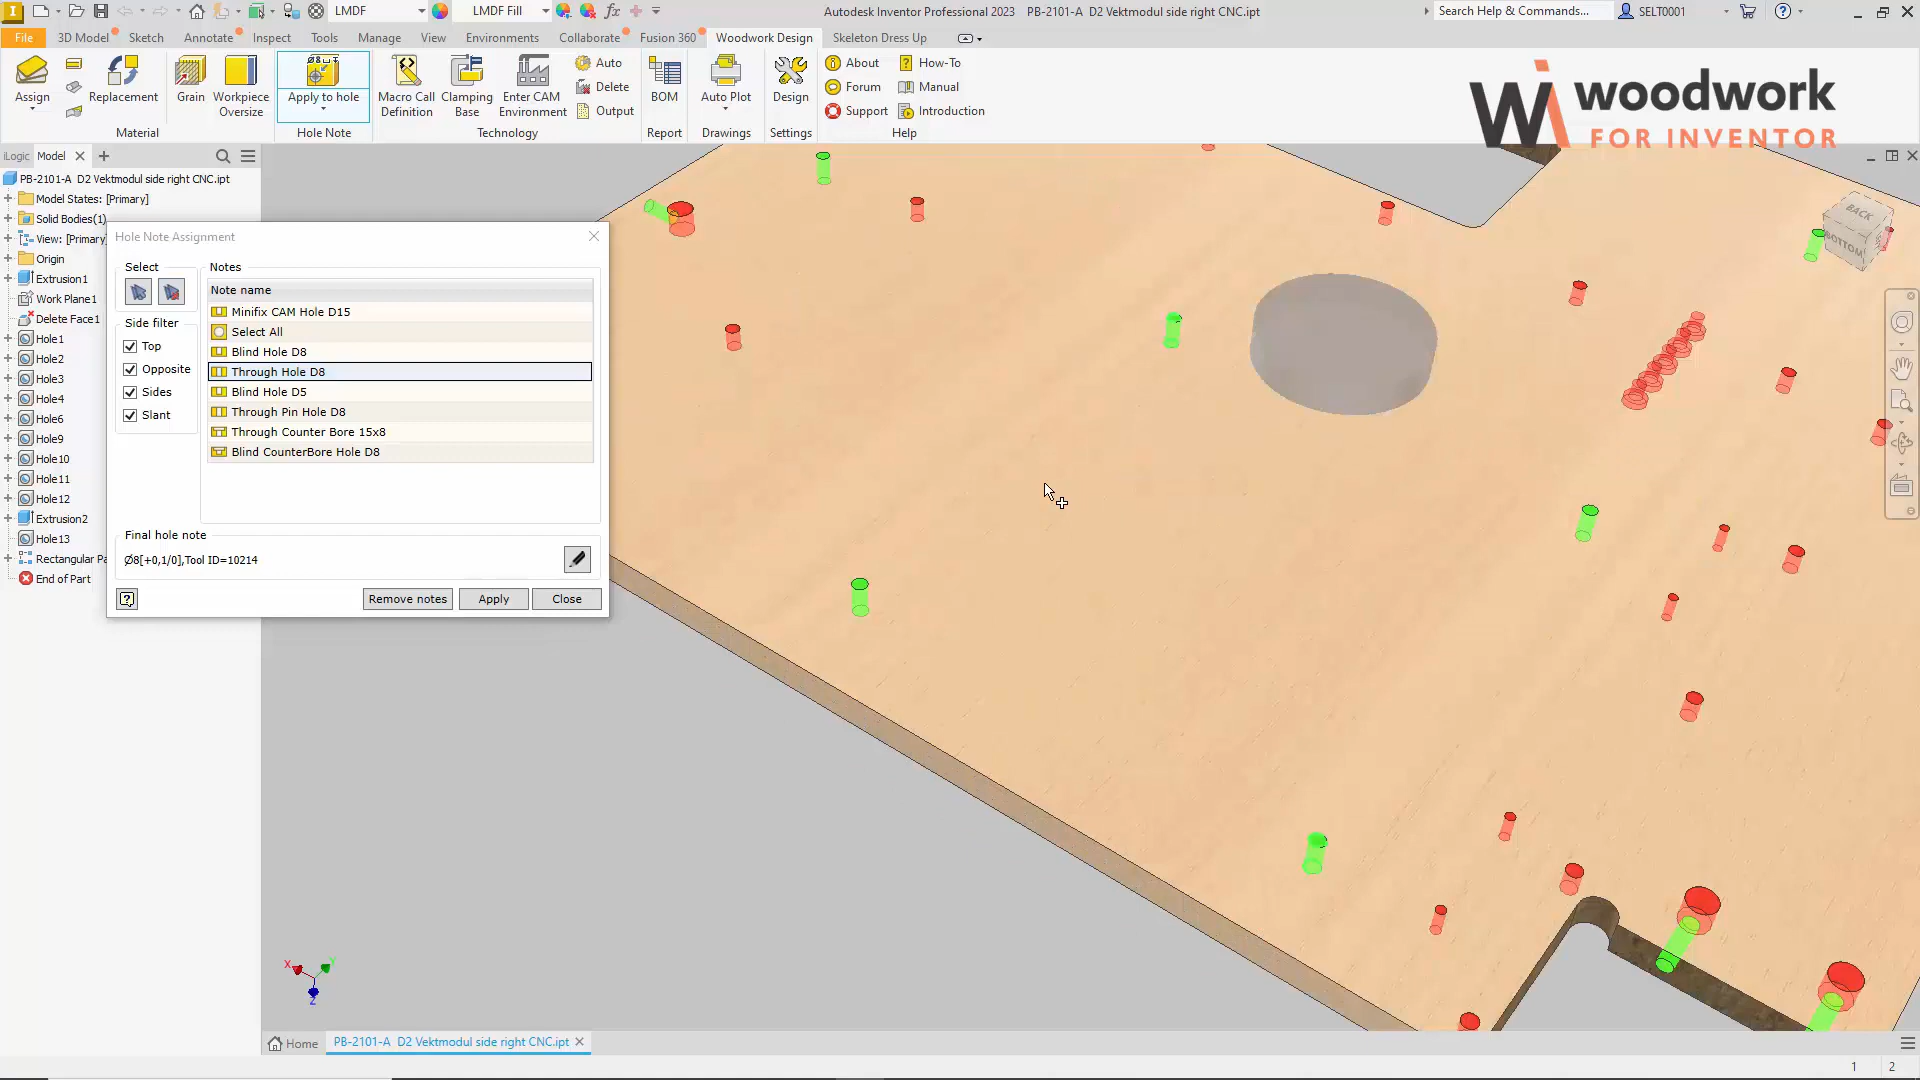 LMDF
LMDF Fill
Autodesk Inventor Professional 2023 PB-2101-A D2 Vektmodul side right CNC.ipt
Search Help & Commands...
SELT0001
File
3D Model
Sketch
Annotate
Inspect
Tools
Manage
View
Environments
Collaborate
Fusion 360
Woodwork Design
Skeleton Dress Up
Assign
Replacement
Grain
Workpiece Oversize
Apply to hole
Macro Call Definition
Clamping Base
Enter CAM Environment
Auto
Delete
Output
BOM
Auto Plot
Design
About
Forum
Support
How-To
Manual
Introduction
Material
Hole Note
Technology
Report
Drawings
Settings
Help
woodwork
FOR INVENTOR
iLogic
Model
PB-2101-A D2 Vektmodul side right CNC.ipt
Model States: [Primary]
Solid Bodies(1)
View: [Primary
Origin
Extrusion1
Work Plane1
Delete Face1
Hole1
Hole2
Hole3
Hole4
Hole6
Hole9
Hole10
Hole11
Hole12
Extrusion2
Hole13
Rectangular Pa
End of Part
Hole Note Assignment
Select
Side filter
Top
Opposite
Sides
Slant
Notes
Note name
Minifix CAM Hole D15
Select All
Blind Hole D8
Through Hole D8
Blind Hole D5
Through Pin Hole D8
Through Counter Bore 15x8
Blind CounterBore Hole D8
Final hole note
Ø8[+0,1/0],Tool ID=10214
Remove notes
Apply
Close
BACK
BOTTOM
X
Y
Z
Home
PB-2101-A D2 Vektmodul side right CNC.ipt
1
2